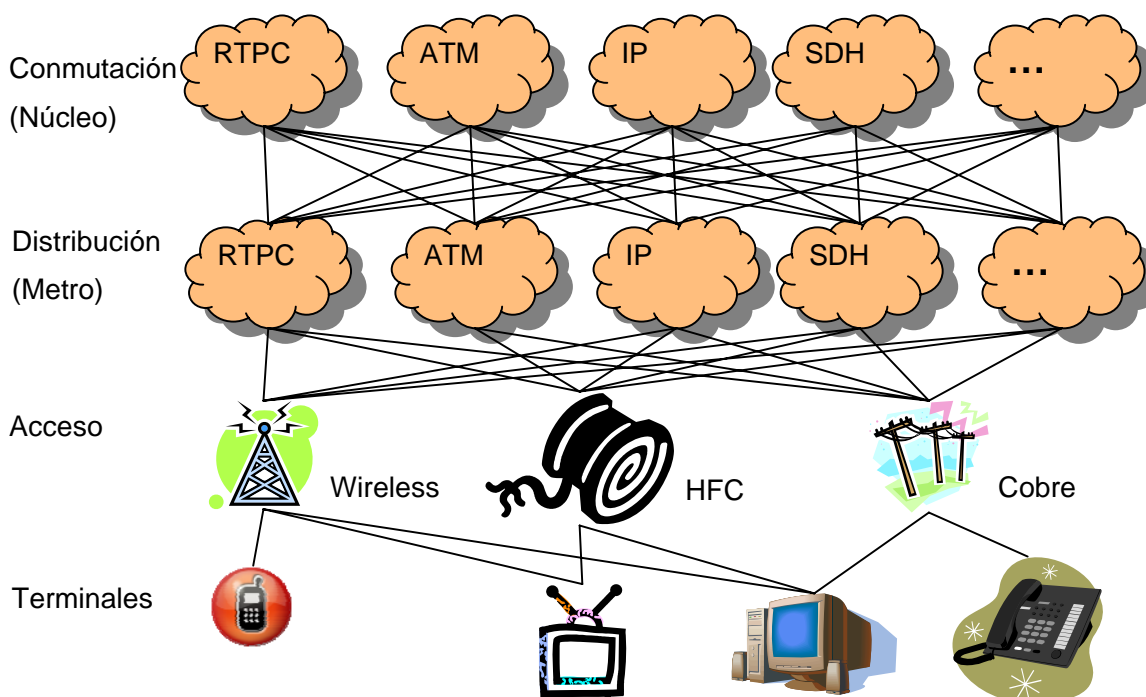 RTPC
ATM
IP
SDH
...
Conmutación
(Núcleo)
Distribución
(Metro)
RTPC
ATM
IP
SDH
...
Acceso
Wireless
HFC
Cobre
Terminales